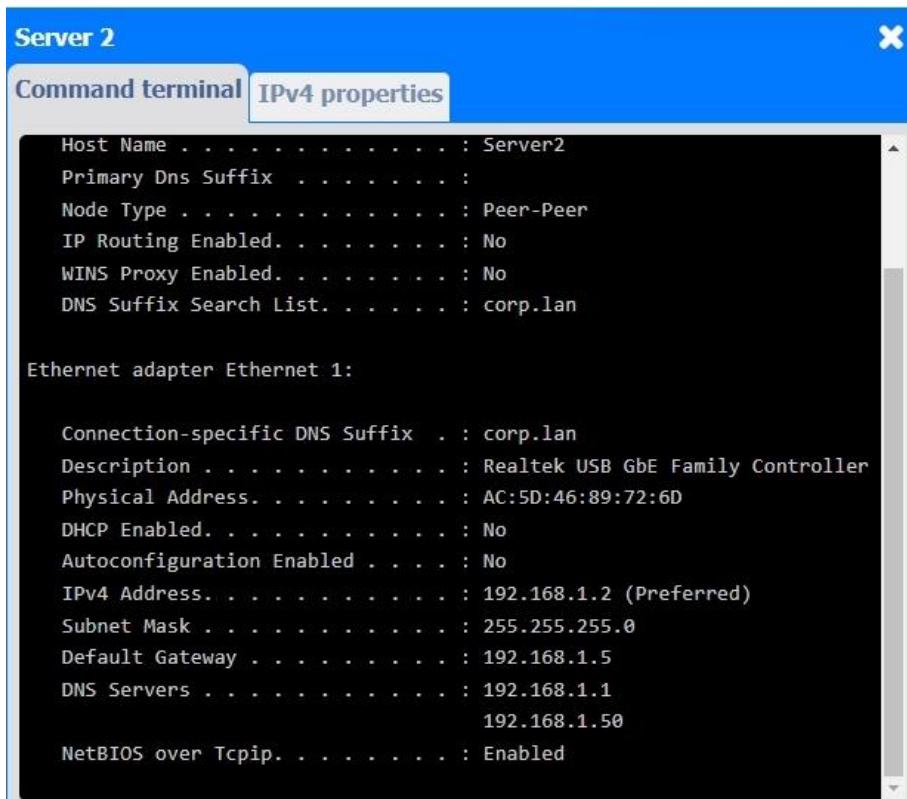 Server 2
Command terminal IPv4 properties
Host Name . . . . . . . . . . . . : Server2
Primary Dns Suffix . . . . . . . :
Node Type . . . . . . . . . . . . : Peer-Peer
IP Routing Enabled. . . . . . . . : No
WINS Proxy Enabled. . . . . . . . : No
DNS Suffix Search List. . . . . . : corp.lan
Ethernet adapter Ethernet 1:
Connection-specific DNS Suffix . : corp.lan
Description . . . . . . . . . . . : Realtek USB GbE Family Controller
Physical Address. . . . . . . . . : AC:5D:46:89:72:6D
DHCP Enabled. . . . . . . . . . . : No
Autoconfiguration Enabled . . . . : No
IPv4 Address. . . . . . . . . . . : 192.168.1.2 (Preferred)
Subnet Mask . . . . . . . . . . . : 255.255.255.0
Default Gateway . . . . . . . . . : 192.168.1.5
DNS Servers . . . . . . . . . . . : 192.168.1.1
192.168.1.50
NetBIOS over Tcpip. . . . . . . . : Enabled